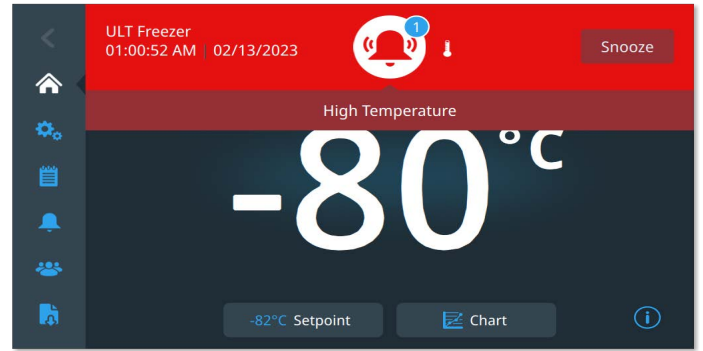 ULT Freezer
01:00:52 AM | 02/13/2023
1
Snooze
High Temperature
-80°C
-82°C Setpoint
Chart
i